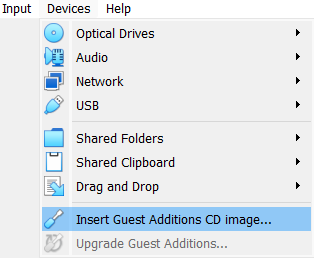 Input Devices Help
Optical Drives
Audio
Network
USB
Shared Folders
Shared Clipboard
Drag and Drop
Insert Guest Additions CD image...
Upgrade Guest Additions...